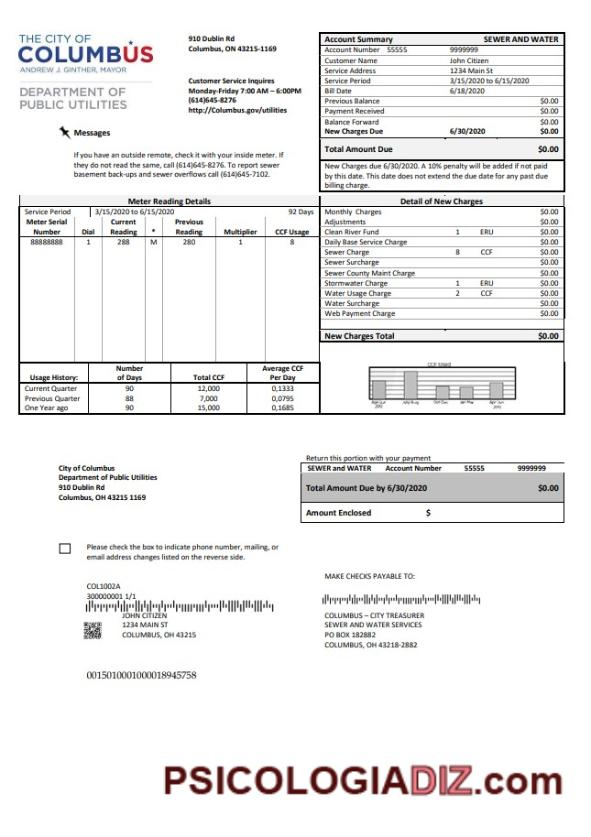 THE CITY OF
COLUMBUS
ANDREW J. GINTHER, MAYOR
DEPARTMENT OF
PUBLIC UTILITIES
910 Dublin Rd
Columbus, ON 43215-1169
Customer Service Inquires
Monday-Friday 7:00 AM – 6:00PM
(614)645-8276
http://Columbus.gov/utilities
Messages
If you have an outside remote, check it with your inside meter. If
they do not read the same, call (614)645-8276. To report sewer
basement back-ups and sewer overflows call (614)645-7102.
Account Summary SEWER AND WATER
Account Number 55555 9999999
Customer Name John Citizen
Service Address 1234 Main St
Service Period 3/15/2020 to 6/15/2020
Bill Date 6/18/2020
Previous Balance $0.00
Payment Received $0.00
Balance Forward $0.00
New Charges Due 6/30/2020 $0.00
Total Amount Due $0.00
New Charges due 6/30/2020. A 10% penalty will be added if not paid
by this date. This date does not extend the due date for any past due
billing charge.
Meter Reading Details
Service Period 3/15/2020 to 6/15/2020 92 Days
Meter Serial Number Dial Current Reading * Previous Reading Multiplier CCF Usage
88888888 1 288 M 280 1 8
Detail of New Charges
Monthly Charges $0.00
Adjustments $0.00
Clean River Fund 1 ERU $0.00
Daily Base Service Charge $0.00
Sewer Charge 8 CCF $0.00
Sewer Surcharge $0.00
Sewer County Maint Charge $0.00
Stormwater Charge 1 ERU $0.00
Water Usage Charge 2 CCF $0.00
Water Surcharge $0.00
Web Payment Charge $0.00
New Charges Total $0.00
Usage History: Number of Days Total CCF Average CCF Per Day
Current Quarter 90 12,000 0,1333
Previous Quarter 88 7,000 0,0795
One Year ago 90 15,000 0,1685
CCF Used
City of Columbus
Department of Public Utilities
910 Dublin Rd
Columbus, OH 43215 1169
Return this portion with your payment
SEWER and WATER Account Number 55555 9999999
Total Amount Due by 6/30/2020 $0.00
Amount Enclosed $
Please check the box to indicate phone number, mailing, or
email address changes listed on the reverse side.
COL1002A
300000001 1/1
JOHN CITIZEN
1234 MAIN ST
COLUMBUS, OH 43215
MAKE CHECKS PAYABLE TO:
COLUMBUS – CITY TREASURER
SEWER AND WATER SERVICES
PO BOX 182882
COLUMBUS, OH 43218-2882
0015010001000018945758
PSICOLOGIADIZ.com